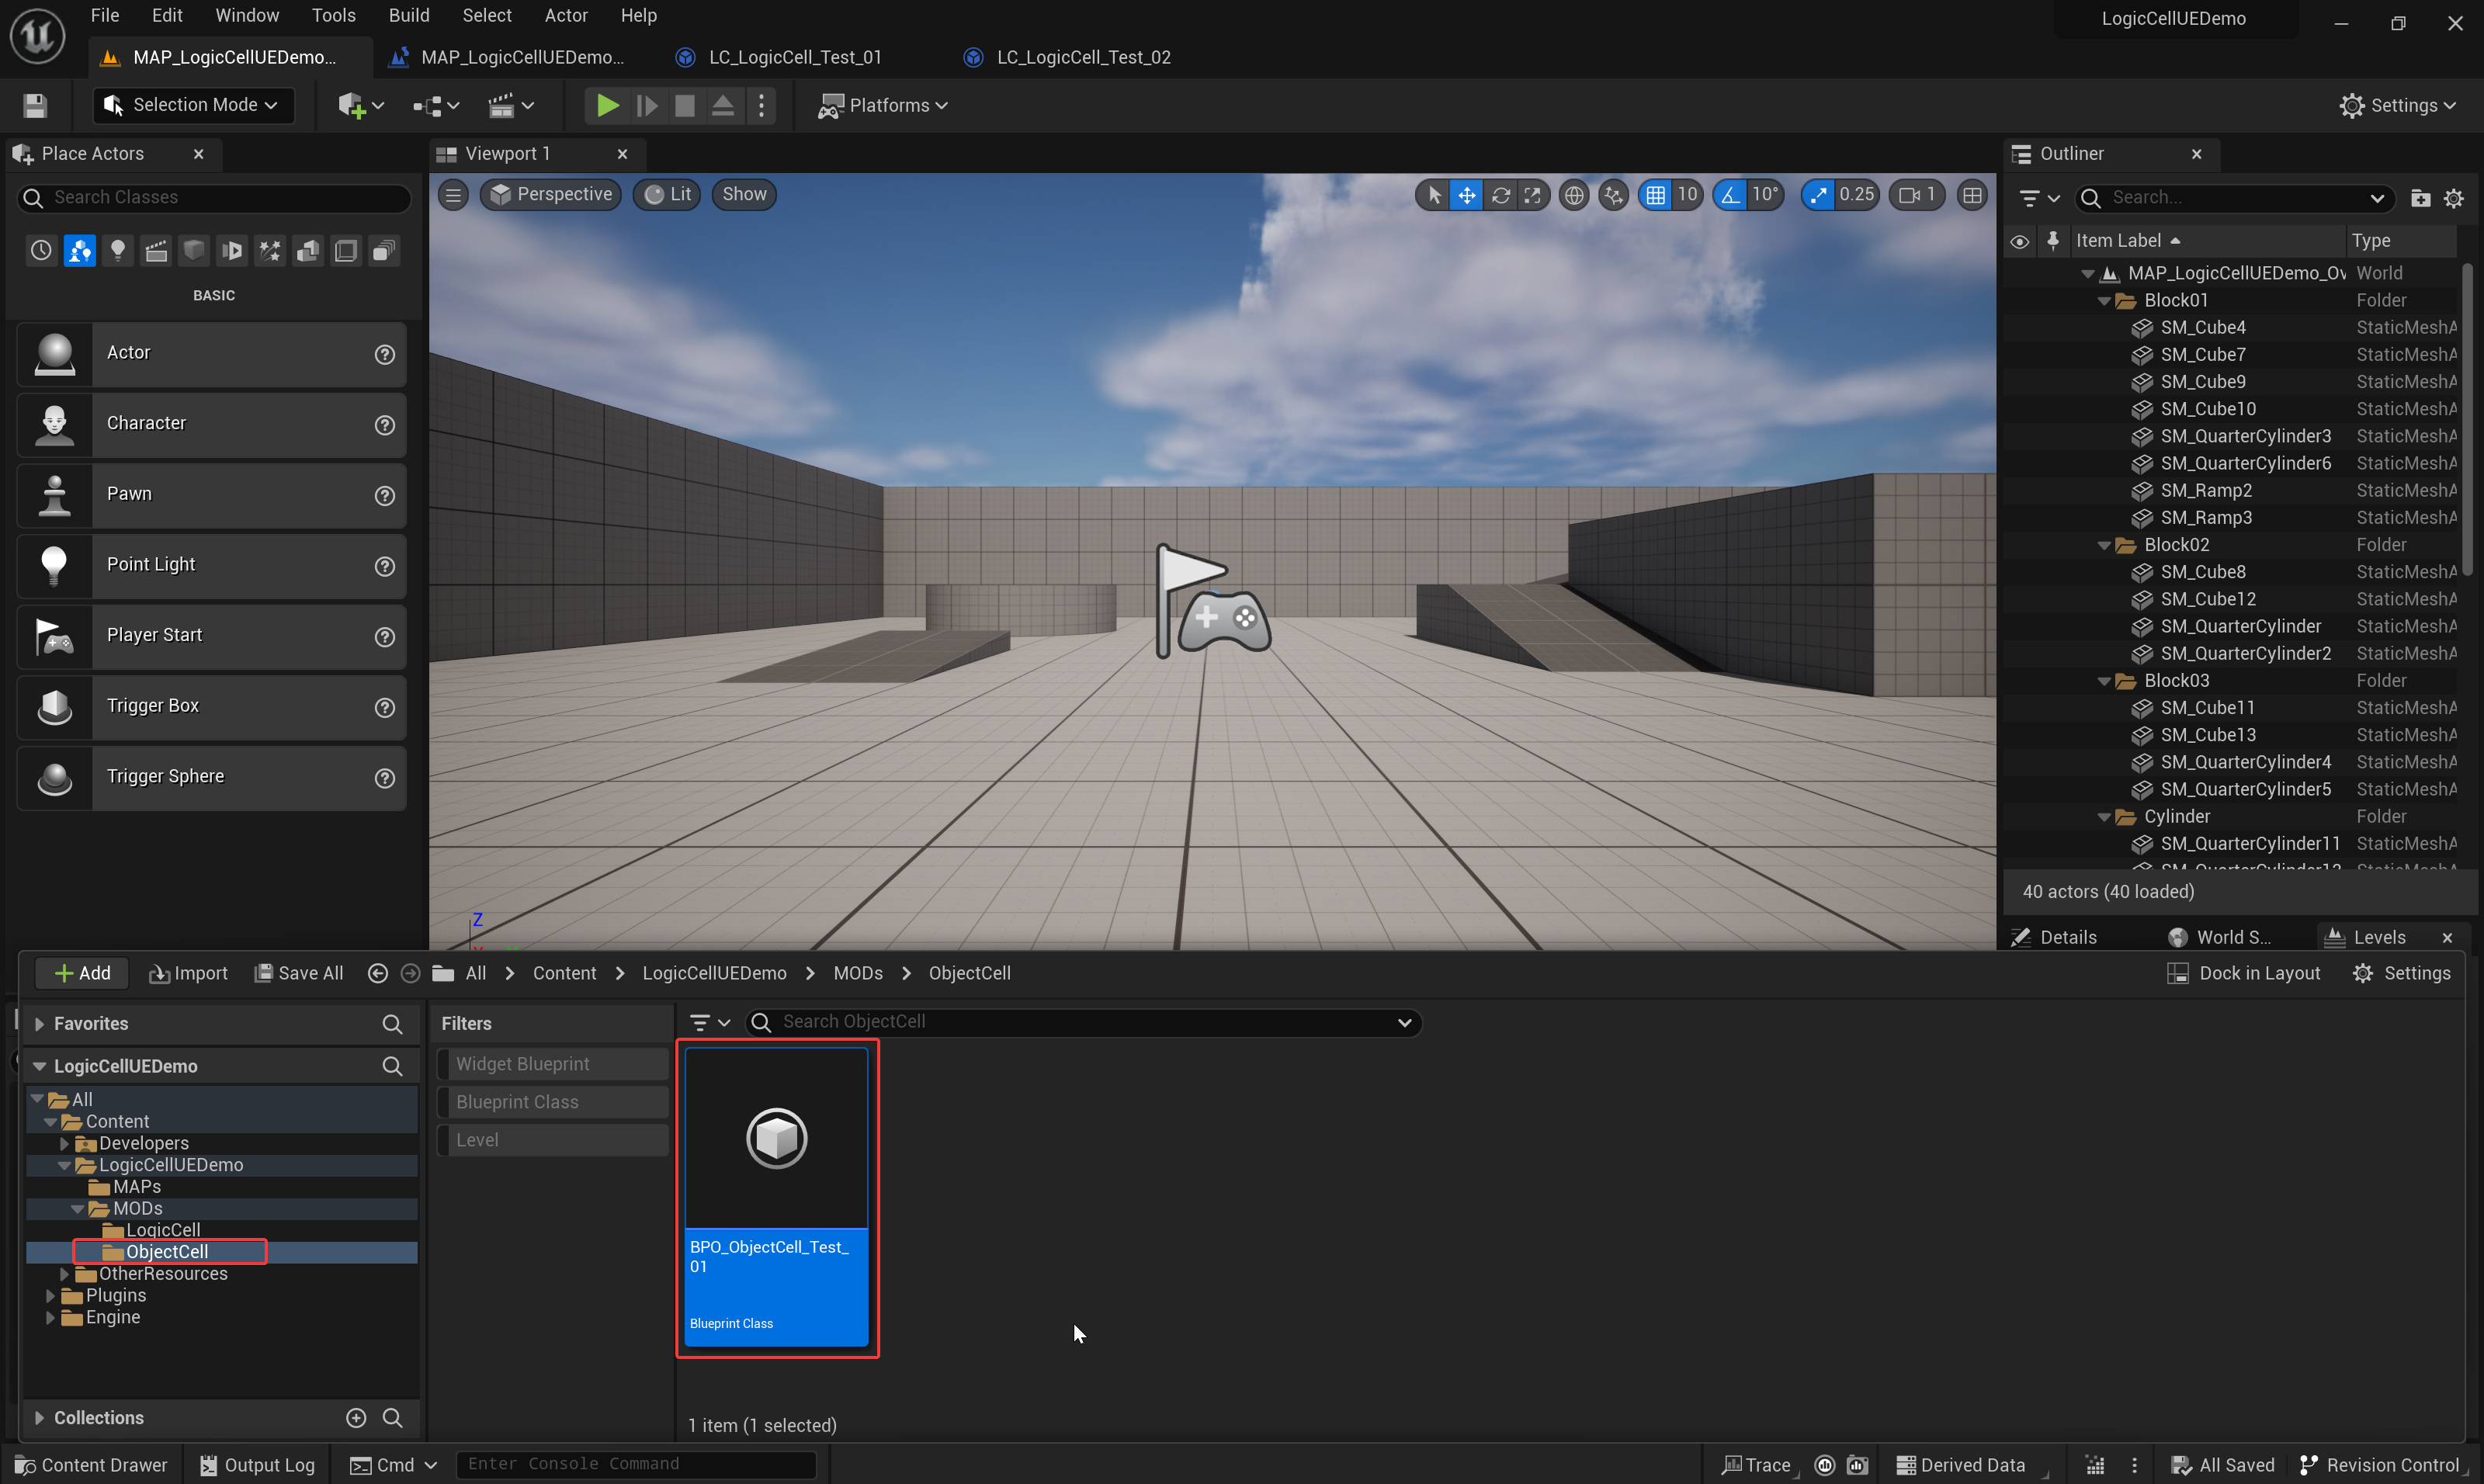 File Edit Window Tools Build Select Actor Help
LogicCellUEDemo
MAP_LogicCellUEDemo...
MAP_LogicCellUEDemo...
LC_LogicCell_Test_01
LC_LogicCell_Test_02
Selection Mode
Platforms
Settings
Place Actors
Search Classes
BASIC
Actor
Character
Pawn
Point Light
Player Start
Trigger Box
Trigger Sphere
Viewport 1
Perspective Lit Show
10 10° 0.25 1
Z
Outliner
Search...
Item Label Type
MAP_LogicCellUEDemo_Ov World
Block01 Folder
SM_Cube4 StaticMeshA
SM_Cube7 StaticMeshA
SM_Cube9 StaticMeshA
SM_Cube10 StaticMeshA
SM_QuarterCylinder3 StaticMeshA
SM_QuarterCylinder6 StaticMeshA
SM_Ramp2 StaticMeshA
SM_Ramp3 StaticMeshA
Block02 Folder
SM_Cube8 StaticMeshA
SM_Cube12 StaticMeshA
SM_QuarterCylinder StaticMeshA
SM_QuarterCylinder2 StaticMeshA
Block03 Folder
SM_Cube11 StaticMeshA
SM_Cube13 StaticMeshA
SM_QuarterCylinder4 StaticMeshA
SM_QuarterCylinder5 StaticMeshA
Cylinder Folder
SM_QuarterCylinder11 StaticMeshA
40 actors (40 loaded)
Details World S... Levels
Add Import Save All All > Content > LogicCellUEDemo > MODs > ObjectCell
Dock in Layout Settings
Favorites
LogicCellUEDemo
All
Content
Developers
LogicCellUEDemo
MAPs
MODs
LogicCell
ObjectCell
OtherResources
Plugins
Engine
Collections
Filters
Widget Blueprint
Blueprint Class
Level
Search ObjectCell
BPO_ObjectCell_Test_
01
Blueprint Class
1 item (1 selected)
Content Drawer Output Log Cmd Enter Console Command
Trace Derived Data All Saved Revision Control